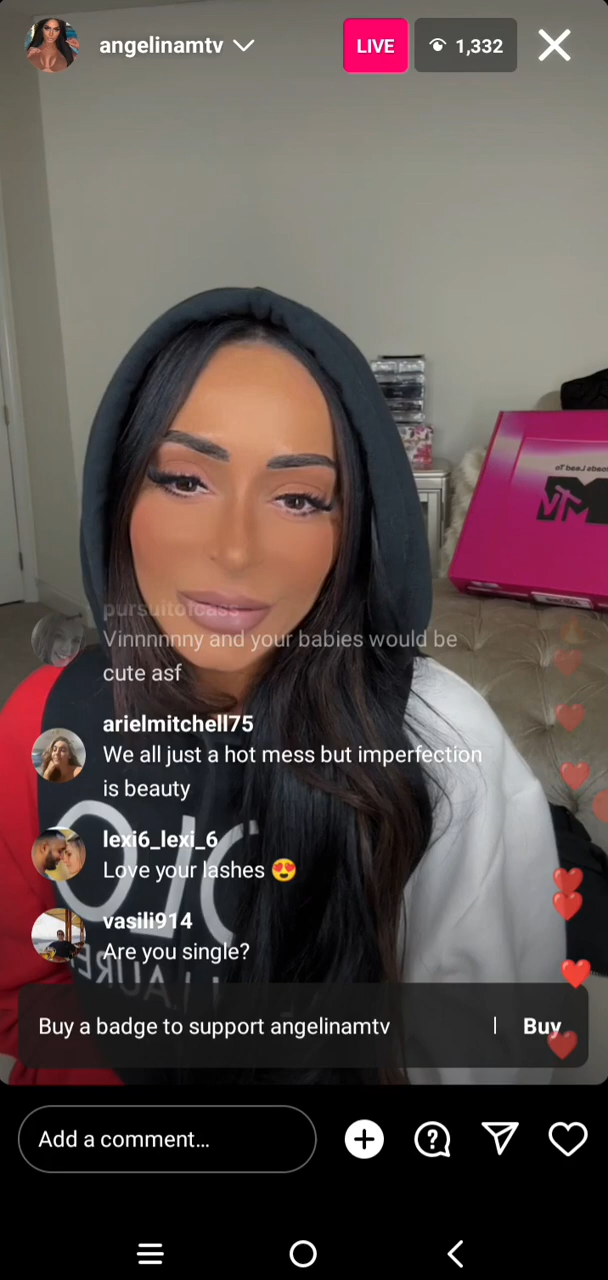 angelinamtv
LIVE
1,332
pursuitofcass
Vinnnnnny and your babies would be
cute asf
arielmitchell75
We all just a hot mess but imperfection
is beauty
lexi6_lexi_6
Love your lashes 😍
vasili914
Are you single?
Buy a badge to support angelinamtv
Buy
Add a comment...